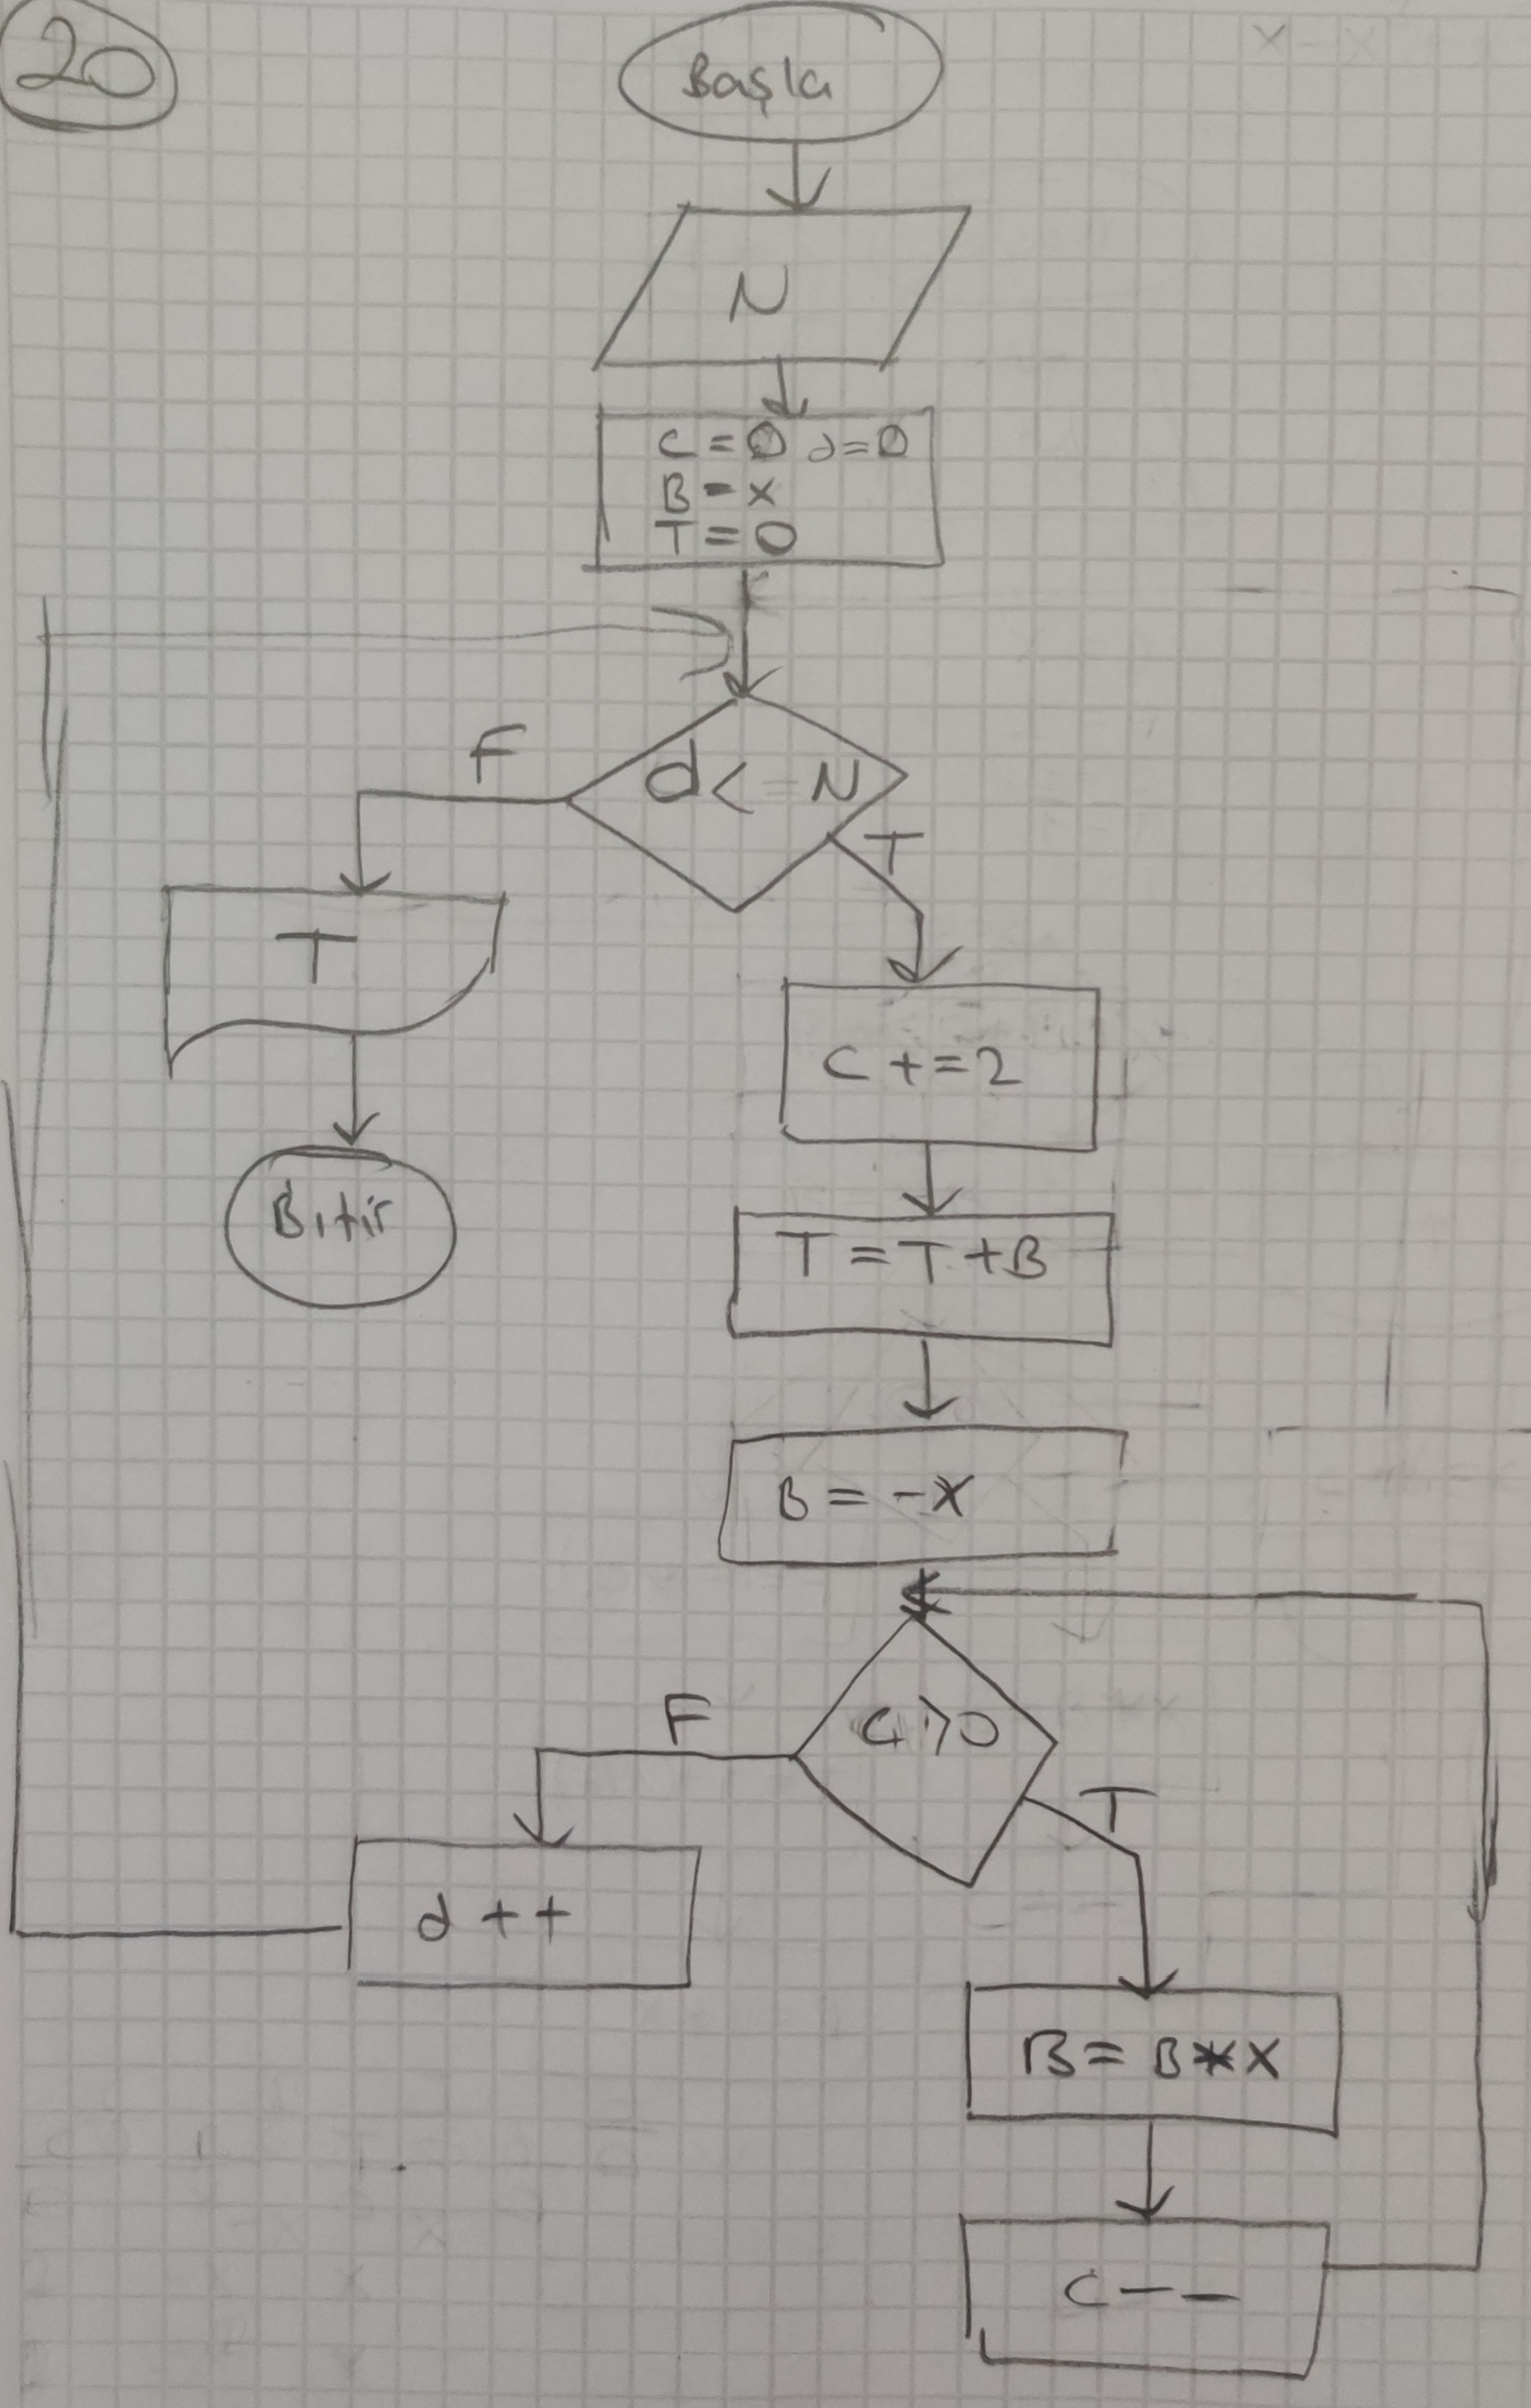 20
Başla
N
C = 0 d = 0
B = x
T = 0
d < N
F
T
T
C += 2
Bitir
T = T + B
B = -x
C > 0
F
T
d ++
B = B * x
C --